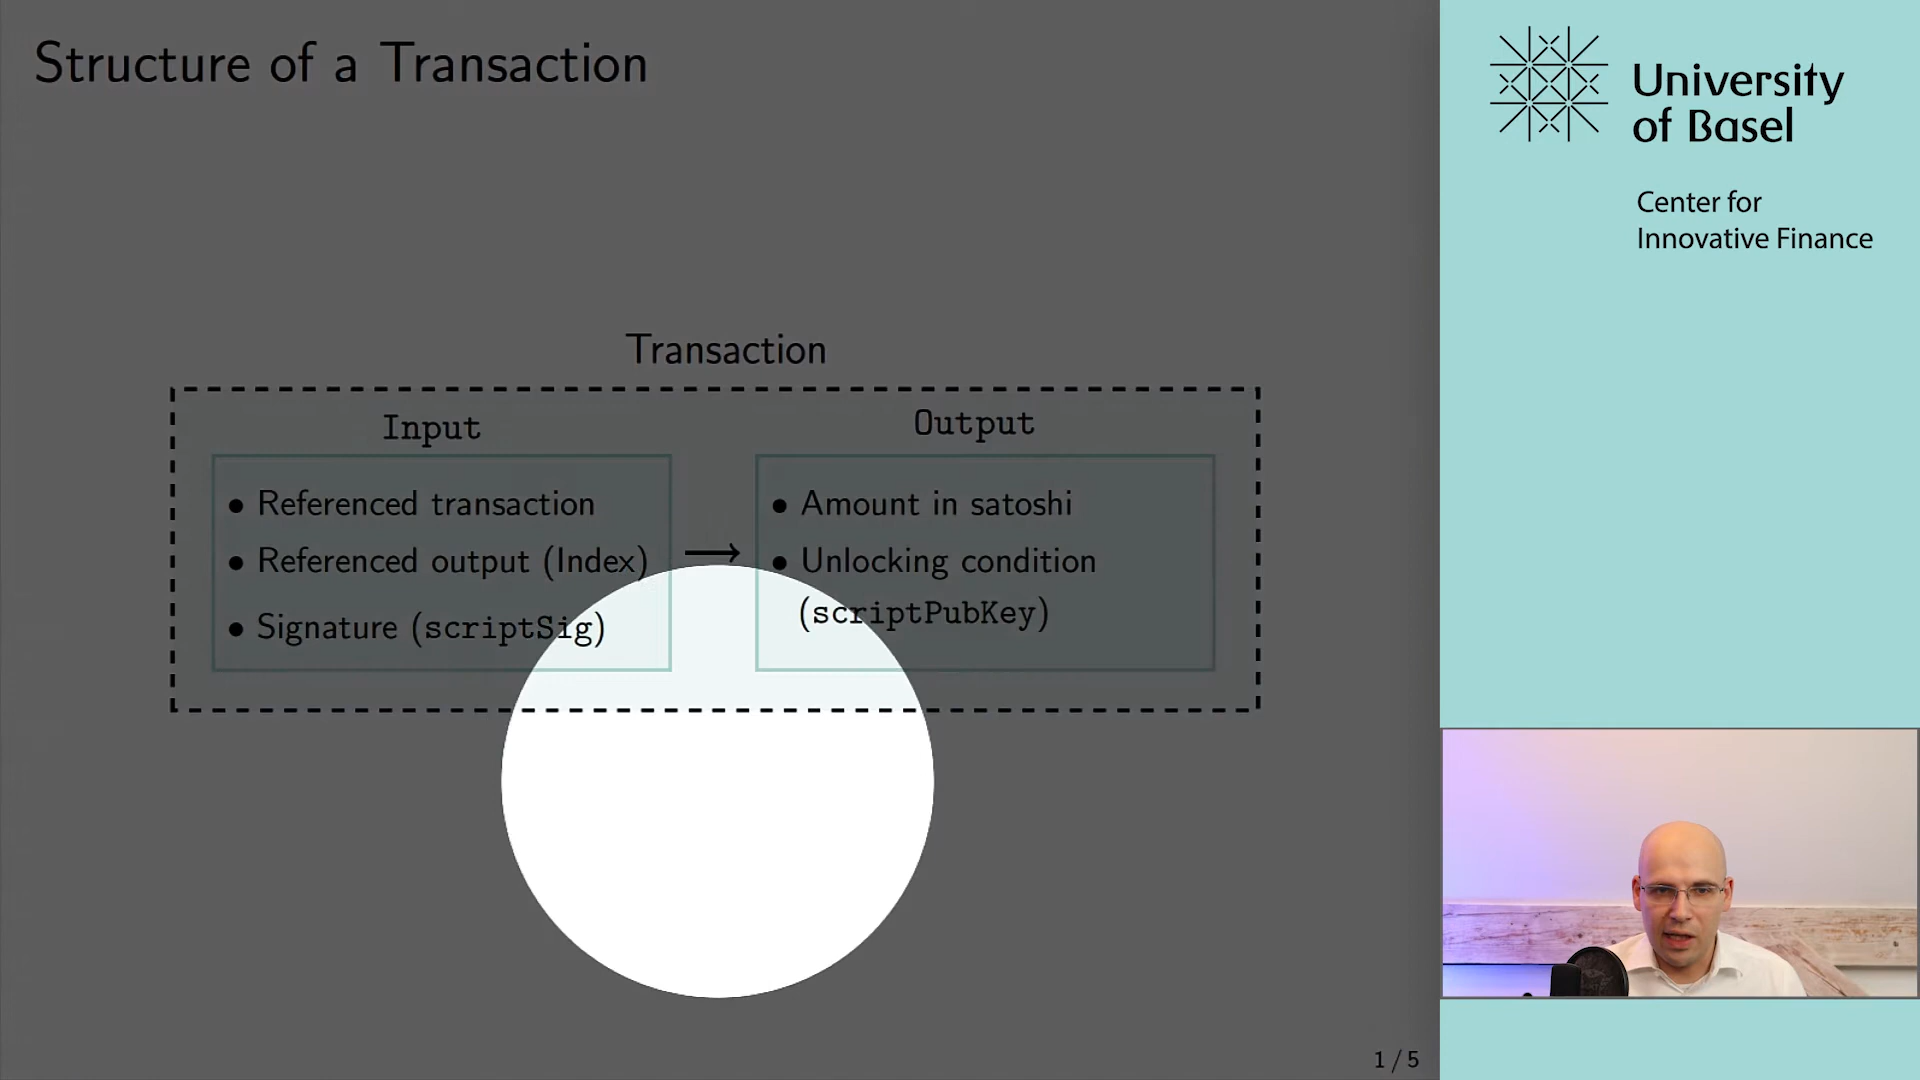 Structure of a Transaction
Transaction
Input
• Referenced transaction
• Referenced output (Index)
• Signature (scriptSig)
⟶
Output
• Amount in satoshi
• Unlocking condition
(scriptPubKey)
1 / 5
University
of Basel
Center for
Innovative Finance